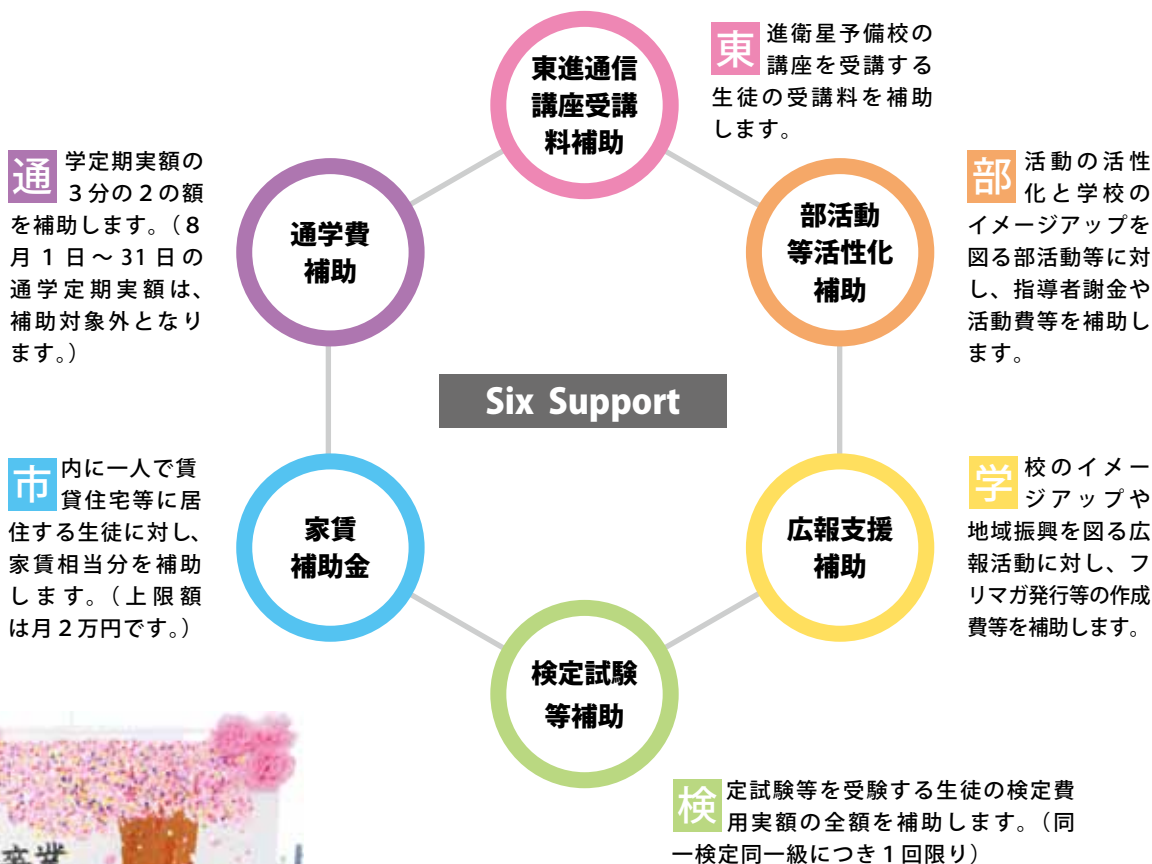 東進通信
講座受講
料補助
東進衛星予備校の
講座を受講する
生徒の受講料を補助
します。
部活動
等活性化
補助
部活動の活性
化と学校の
イメージアップを
図る部活動等に対
し、指導者謝金や
活動費等を補助し
ます。
通学費
補助
通学定期実額の
3分の2の額
を補助します。（8
月1日～31日の
通学定期実額は、
補助対象外となり
ます。）
Six Support
家賃
補助金
市内に一人で賃
貸住宅等に居
住する生徒に対し、
家賃相当分を補助
します。（上限額
は月2万円です。）
広報支援
補助
学校のイメー
ジアップや
地域振興を図る広
報活動に対し、フ
リマガ発行等の作成
費等を補助します。
検定試験
等補助
検定試験等を受験する生徒の検定費
用実額の全額を補助します。（同
一検定同一級につき1回限り）
卒業